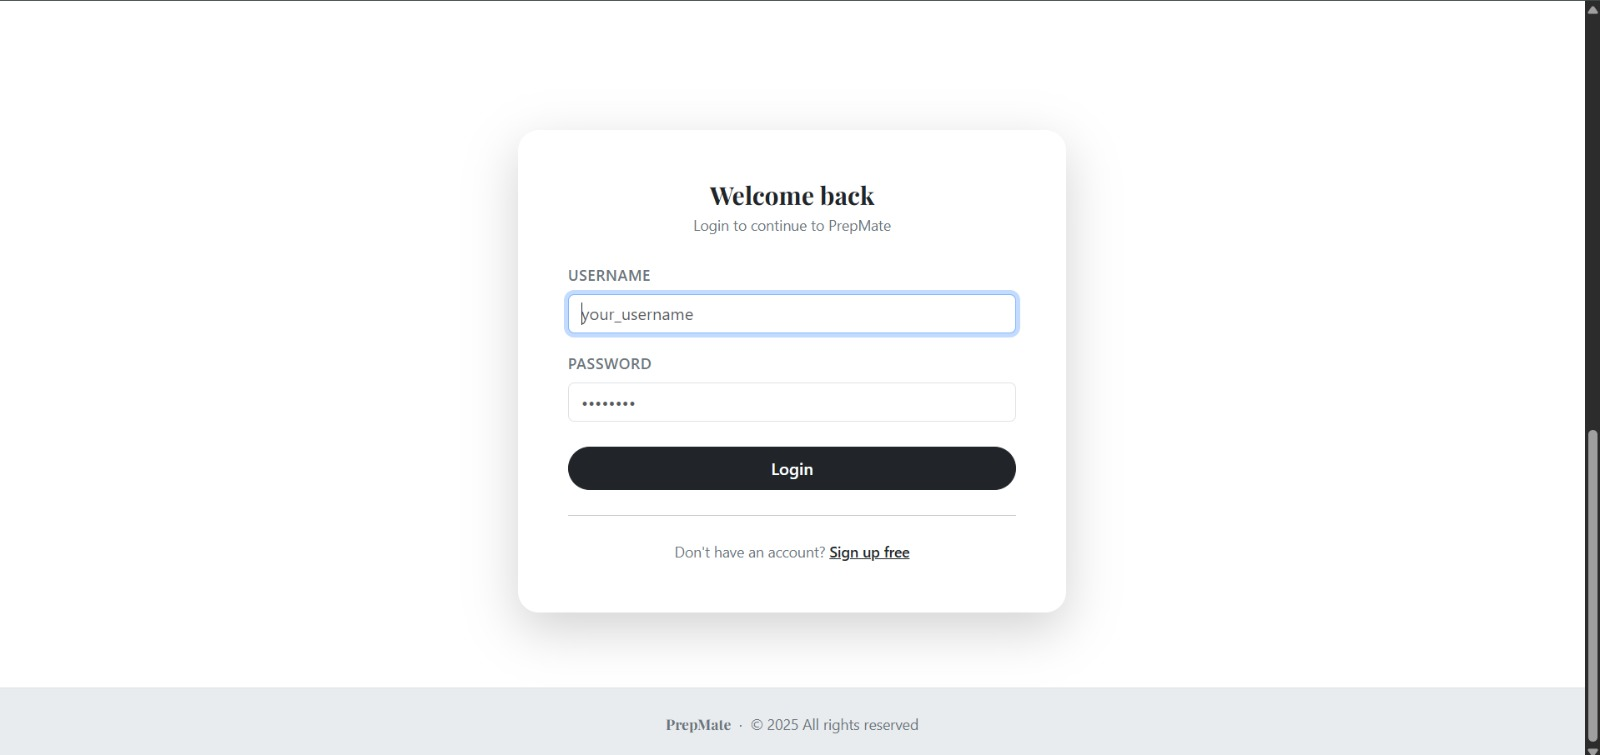 Welcome back
Login to continue to PrepMate
USERNAME
your_username
PASSWORD
••••••••
Login
Don't have an account? Sign up free
PrepMate · © 2025 All rights reserved